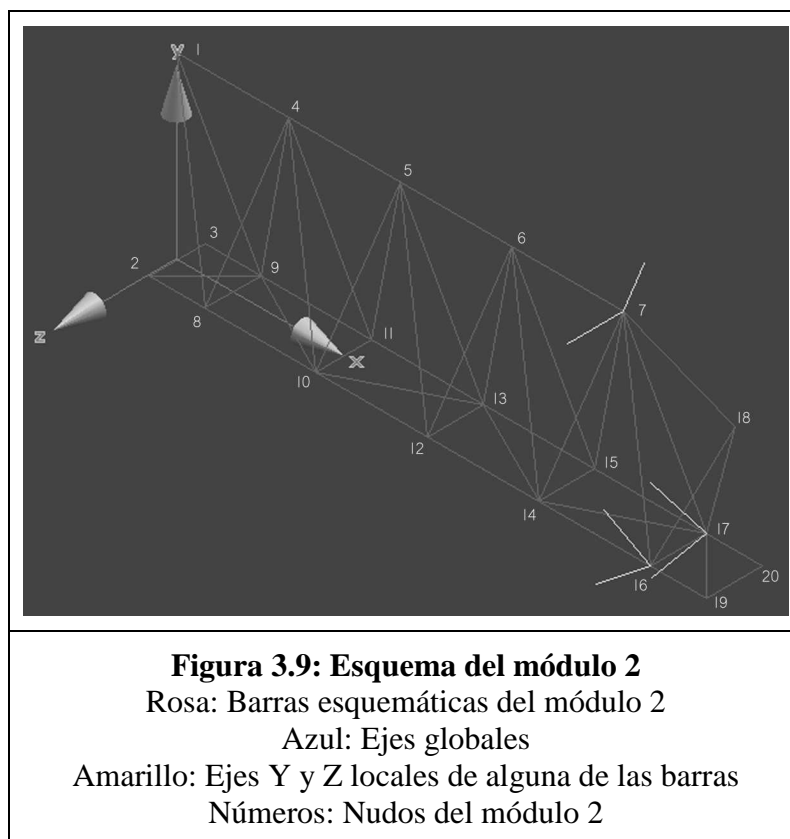 y 1
4
5
3
2
9
6
8
7
z
11
x
10
13
18
12
15
14
17
16
20
19
Figura 3.9: Esquema del módulo 2
Rosa: Barras esquemáticas del módulo 2
Azul: Ejes globales
Amarillo: Ejes Y y Z locales de alguna de las barras
Números: Nudos del módulo 2